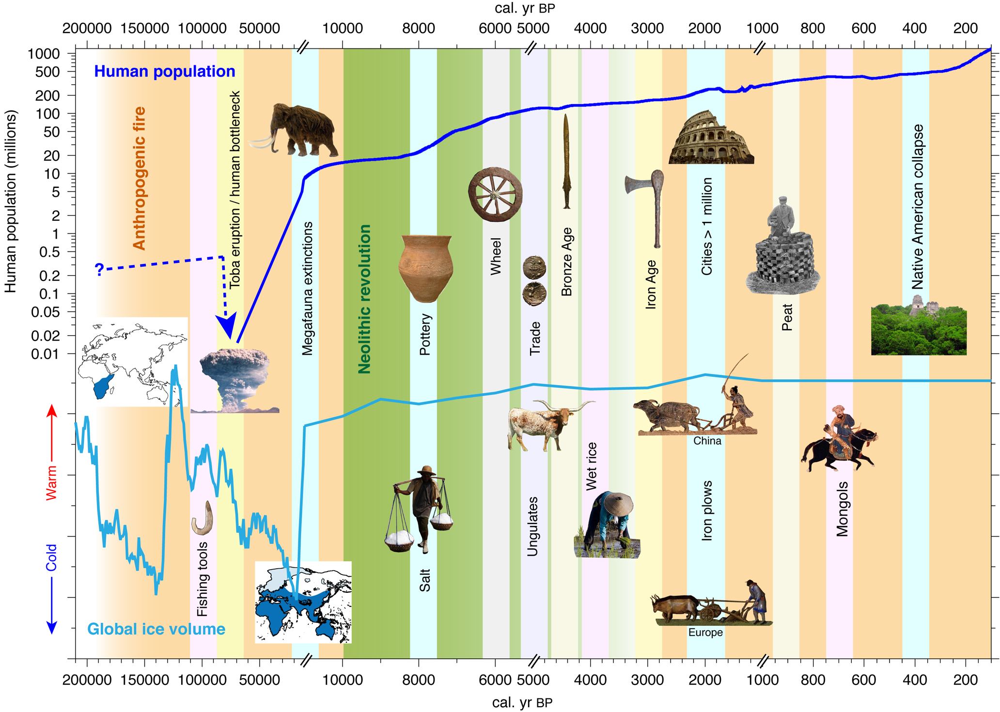 cal. yr BP
200000 150000 100000 50000 10000 8000 6000 5000 4000 3000 2000 1000 800 600 400 200
Human population (millions)
1000
500
200
100
50
20
10
5
2
1
0.5
0.2
0.1
0.05
0.02
0.01
Warm
Cold
Human population
Anthropogenic fire
?
Toba eruption / human bottleneck
Megafauna extinctions
Neolithic revolution
Pottery
Wheel
Trade
Bronze Age
Iron Age
Cities > 1 million
Peat
Native American collapse
Fishing tools
Salt
Ungulates
Wet rice
China
Iron plows
Europe
Mongols
Global ice volume
200000 150000 100000 50000 10000 8000 6000 5000 4000 3000 2000 1000 800 600 400 200
cal. yr BP